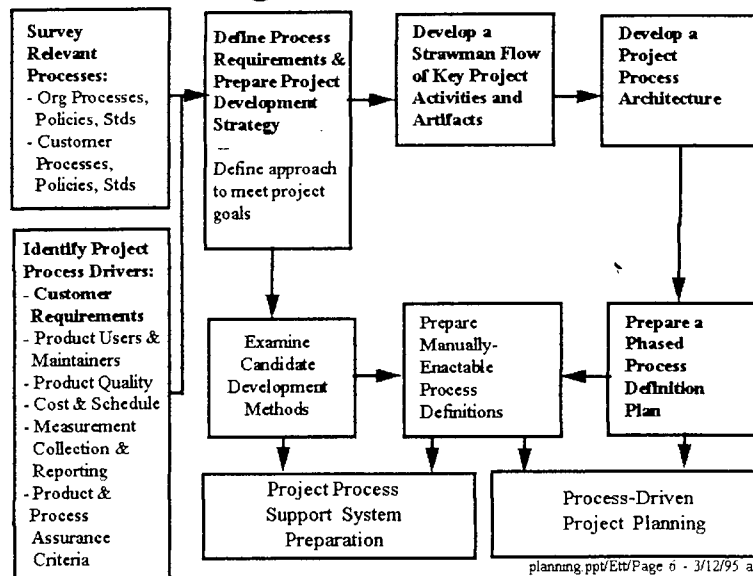 Survey
Relevant
Processes:
- Org Processes,
Policies, Stds
- Customer
Processes,
Policies, Stds
Define Process
Requirements &
Prepare Project
Development
Strategy
--
Define approach
to meet project
goals
Develop a
Strawman Flow
of Key Project
Activities and
Artifacts
Develop a
Project
Process
Architecture
Identify Project
Process Drivers:
- Customer
Requirements
- Product Users &
Maintainers
- Product Quality
- Cost & Schedule
- Measurement
Collection &
Reporting
- Product &
Process
Assurance
Criteria
Examine
Candidate
Development
Methods
Prepare
Manually-
Enactable
Process
Definitions
Prepare a
Phased
Process
Definition
Plan
Project Process
Support System
Preparation
Process-Driven
Project Planning
planning.ppt/Ett/Page 6 - 3/12/95 a